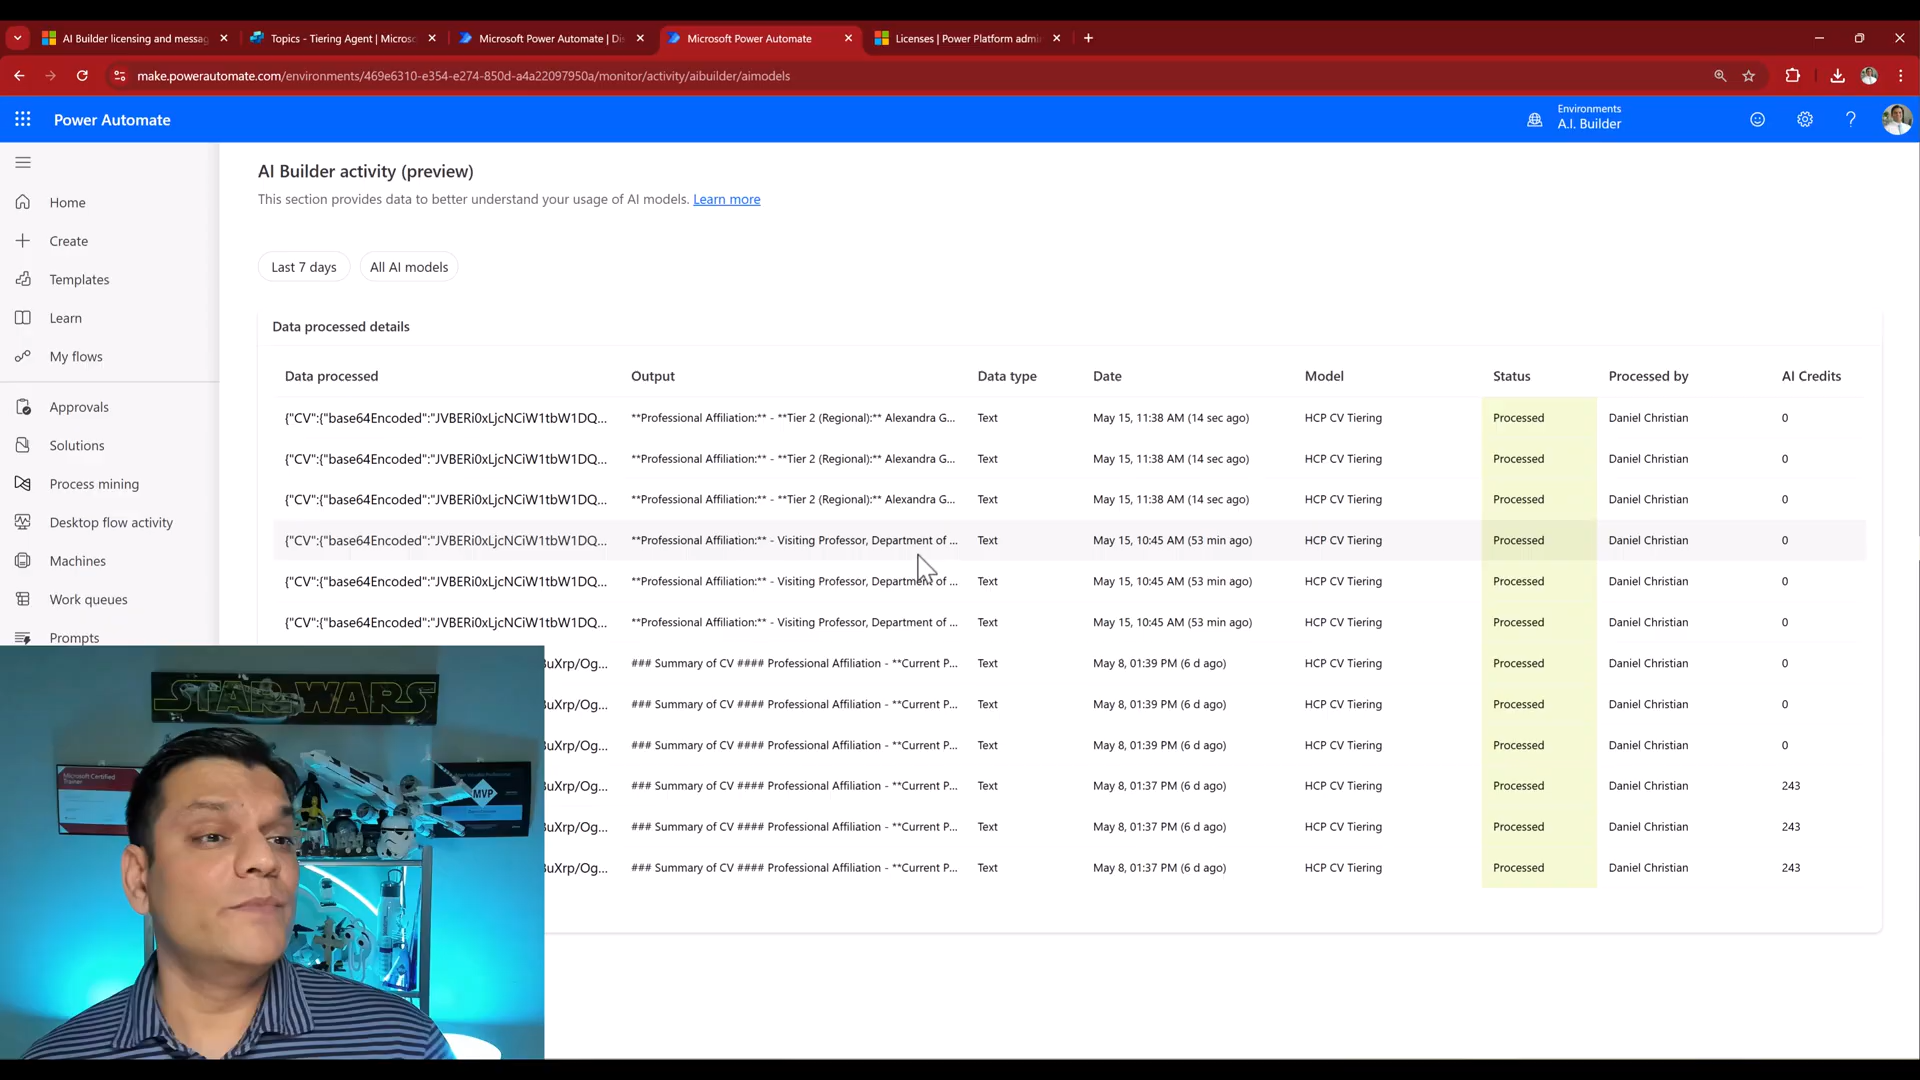 AI Builder licensing and messag
Topics - Tiering Agent | Micros
Microsoft Power Automate | Di
Microsoft Power Automate
Licenses | Power Platform admi
make.powerautomate.com/environments/469e6310-e354-e274-850d-a4a22097950a/monitor/activity/aibuilder/aimodels
Power Automate
Environments
A.I. Builder
Home
Create
Templates
Learn
My flows
Approvals
Solutions
Process mining
Desktop flow activity
Machines
Work queues
Prompts
AI Builder activity (preview)
This section provides data to better understand your usage of AI models. Learn more
Last 7 days All AI models
Data processed details
Data processed Output Data type Date Model Status Processed by AI Credits
{"CV":{"base64Encoded":"JVBERi0xLjcNCiW1tbW1DQ... **Professional Affiliation:** - **Tier 2 (Regional):** Alexandra G... Text May 15, 11:38 AM (14 sec ago) HCP CV Tiering Processed Daniel Christian 0
{"CV":{"base64Encoded":"JVBERi0xLjcNCiW1tbW1DQ... **Professional Affiliation:** - **Tier 2 (Regional):** Alexandra G... Text May 15, 11:38 AM (14 sec ago) HCP CV Tiering Processed Daniel Christian 0
{"CV":{"base64Encoded":"JVBERi0xLjcNCiW1tbW1DQ... **Professional Affiliation:** - **Tier 2 (Regional):** Alexandra G... Text May 15, 11:38 AM (14 sec ago) HCP CV Tiering Processed Daniel Christian 0
{"CV":{"base64Encoded":"JVBERi0xLjcNCiW1tbW1DQ... **Professional Affiliation:** - Visiting Professor, Department of ... Text May 15, 10:45 AM (53 min ago) HCP CV Tiering Processed Daniel Christian 0
{"CV":{"base64Encoded":"JVBERi0xLjcNCiW1tbW1DQ... **Professional Affiliation:** - Visiting Professor, Department of ... Text May 15, 10:45 AM (53 min ago) HCP CV Tiering Processed Daniel Christian 0
{"CV":{"base64Encoded":"JVBERi0xLjcNCiW1tbW1DQ... **Professional Affiliation:** - Visiting Professor, Department of ... Text May 15, 10:45 AM (53 min ago) HCP CV Tiering Processed Daniel Christian 0
uXrp/Og... ### Summary of CV #### Professional Affiliation - **Current P... Text May 8, 01:39 PM (6 d ago) HCP CV Tiering Processed Daniel Christian 0
uXrp/Og... ### Summary of CV #### Professional Affiliation - **Current P... Text May 8, 01:39 PM (6 d ago) HCP CV Tiering Processed Daniel Christian 0
uXrp/Og... ### Summary of CV #### Professional Affiliation - **Current P... Text May 8, 01:39 PM (6 d ago) HCP CV Tiering Processed Daniel Christian 0
uXrp/Og... ### Summary of CV #### Professional Affiliation - **Current P... Text May 8, 01:37 PM (6 d ago) HCP CV Tiering Processed Daniel Christian 243
uXrp/Og... ### Summary of CV #### Professional Affiliation - **Current P... Text May 8, 01:37 PM (6 d ago) HCP CV Tiering Processed Daniel Christian 243
uXrp/Og... ### Summary of CV #### Professional Affiliation - **Current P... Text May 8, 01:37 PM (6 d ago) HCP CV Tiering Processed Daniel Christian 243
STAR WARS
Microsoft Certified
Trainer
MVP